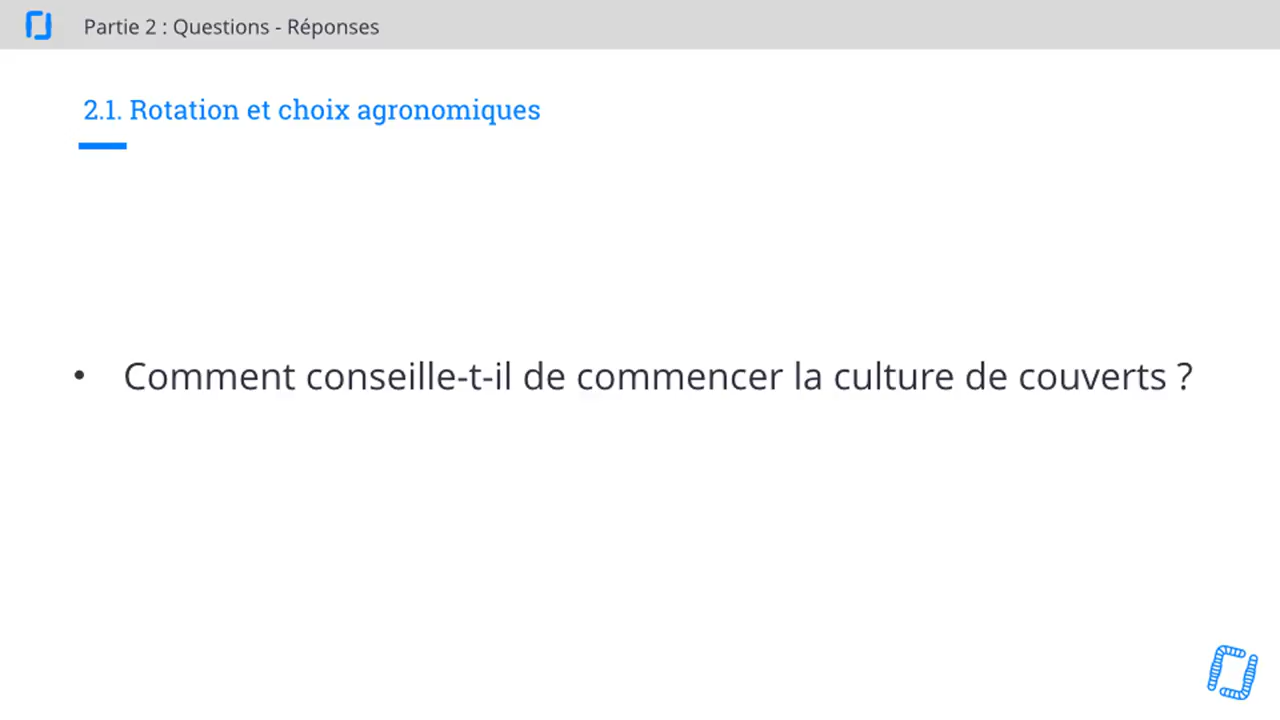 Partie 2 : Questions - Réponses
2.1. Rotation et choix agronomiques
• Comment conseille-t-il de commencer la culture de couverts ?